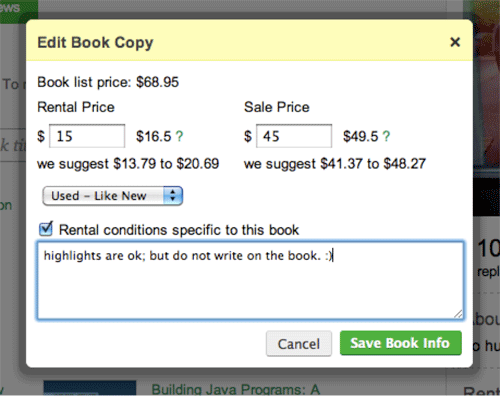 ews
Edit Book Copy ×
Book list price: $68.95
Rental Price Sale Price
$ 15 $16.5 ? $ 45 $49.5 ?
we suggest $13.79 to $20.69 we suggest $41.37 to $48.27
Used – Like New
Rental conditions specific to this book
highlights are ok; but do not write on the book. :)
Cancel Save Book Info
To
k ti
on
10
repl
bou
o hu
Rent
Building Java Programs: A